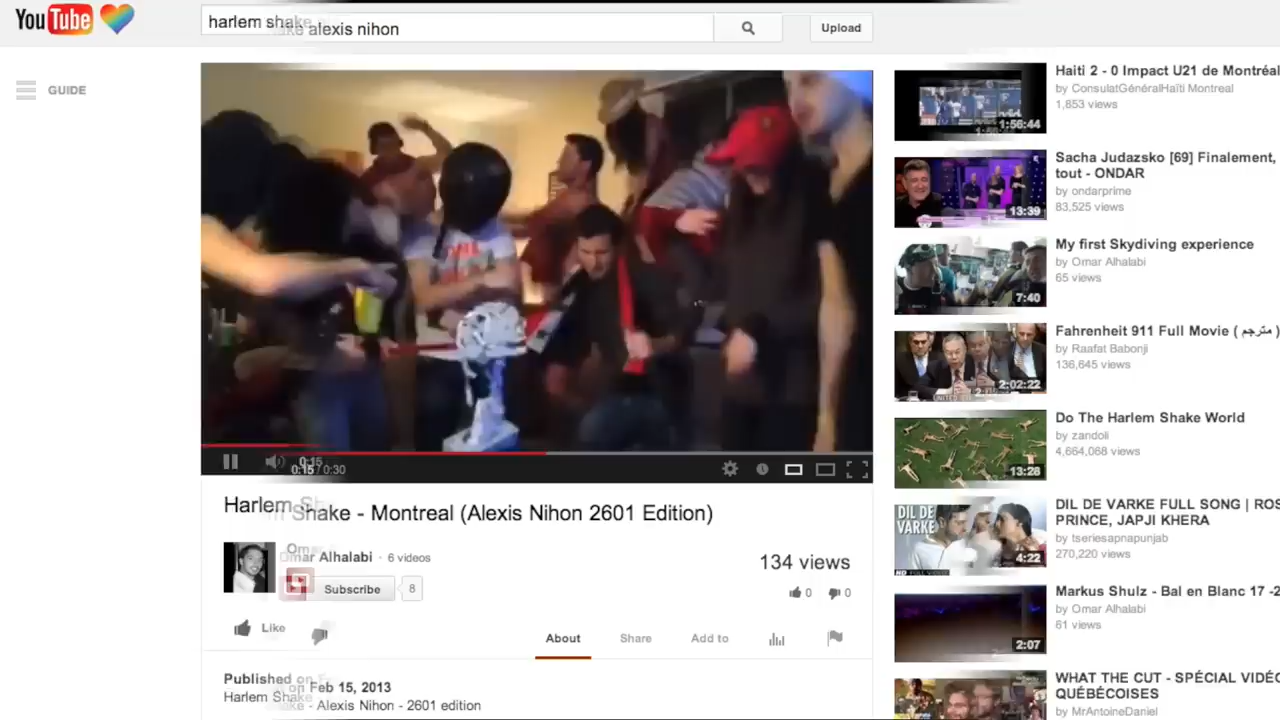 YouTube
harlem shake alexis nihon
Upload
GUIDE
0:15 / 0:30
Harlem Shake - Montreal (Alexis Nihon 2601 Edition)
Omar Alhalabi · 6 videos
Subscribe
8
134 views
0
0
Like
About
Share
Add to
Published on Feb 15, 2013
Harlem Shake - Alexis Nihon - 2601 edition
1:56:44
Haiti 2 - 0 Impact U21 de Montréal
by ConsulatGénéralHaïti Montreal
1,853 views
13:39
Sacha Judazsko [69] Finalement,
tout - ONDAR
by ondarprime
83,525 views
7:40
My first Skydiving experience
by Omar Alhalabi
65 views
2:02:22
Fahrenheit 911 Full Movie ( مترجم )
by Raafat Babonji
136,645 views
13:28
Do The Harlem Shake World
by zandoli
4,664,068 views
DIL DE
VARKE
4:22
DIL DE VARKE FULL SONG | ROS
PRINCE, JAPJI KHERA
by tseriesapnapunjab
270,220 views
2:07
Markus Shulz - Bal en Blanc 17 -2
by Omar Alhalabi
61 views
WHAT THE CUT - SPÉCIAL VIDÉO
QUÉBÉCOISES
by MrAntoineDaniel